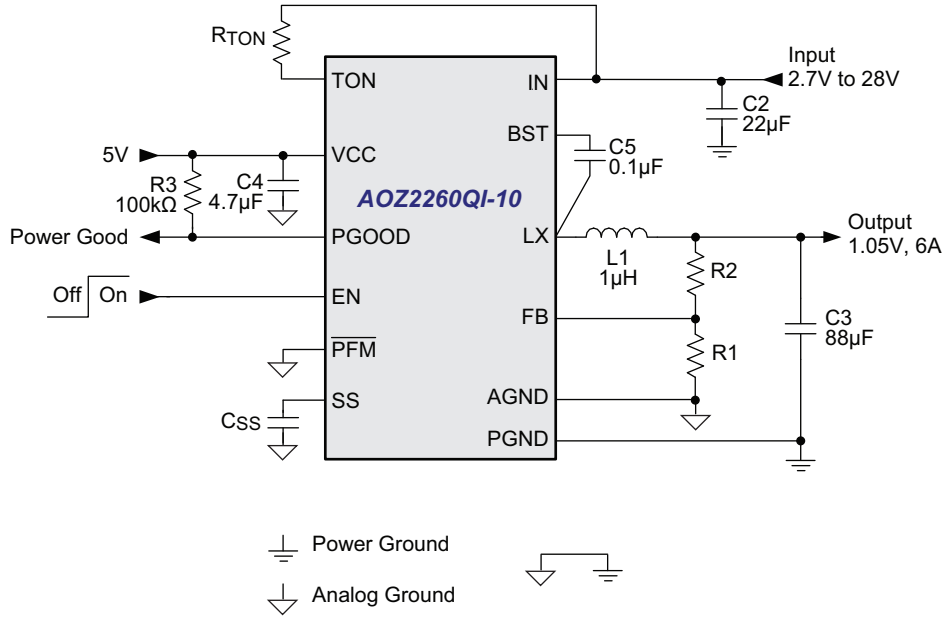 RTON
TON
IN
Input
2.7V to 28V
C2
22µF
BST
C5
0.1µF
5V
VCC
R3
100kΩ
C4
4.7µF
AOZ2260QI-10
Power Good
PGOOD
LX
L1
1µH
Output
1.05V, 6A
R2
Off
On
EN
FB
C3
88µF
R1
PFM
CSS
SS
AGND
PGND
Power Ground
Analog Ground